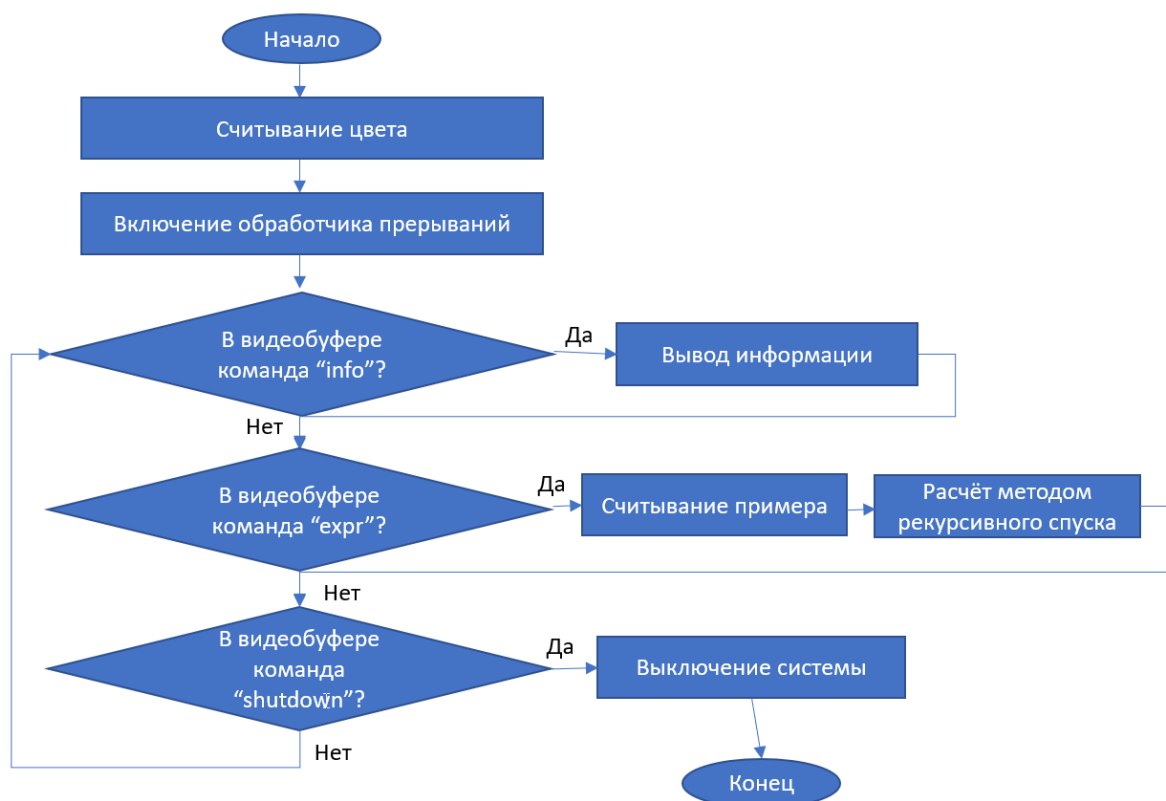 Начало
Считывание цвета
Включение обработчика прерываний
В видеобуфере
команда “info”?
Да
Вывод информации
Нет
В видеобуфере
команда “expr”?
Да
Считывание примера
Расчёт методом
рекурсивного спуска
Нет
В видеобуфере
команда
“shutdown”?
Да
Выключение системы
Нет
Конец